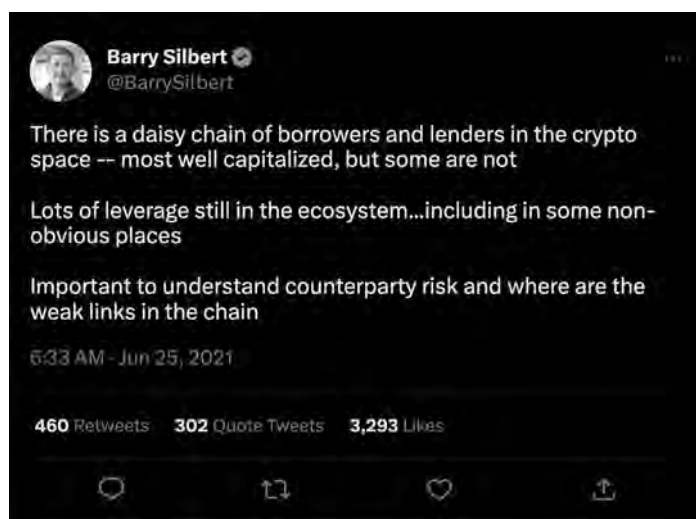 Barry Silbert
@BarrySilbert
There is a daisy chain of borrowers and lenders in the crypto
space -- most well capitalized, but some are not
Lots of leverage still in the ecosystem...including in some non-
obvious places
Important to understand counterparty risk and where are the
weak links in the chain
6:33 AM - Jun 25, 2021
460 Retweets 302 Quote Tweets 3,293 Likes